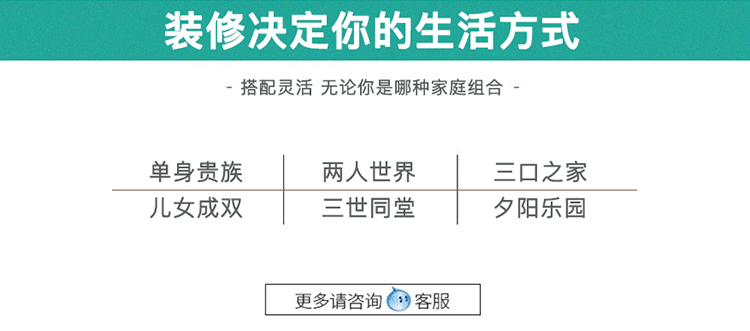 装修决定你的生活方式
- 搭配灵活 无论你是哪种家庭组合 -
单身贵族 两人世界 三口之家
儿女成双 三世同堂 夕阳乐园
更多请咨询 客服